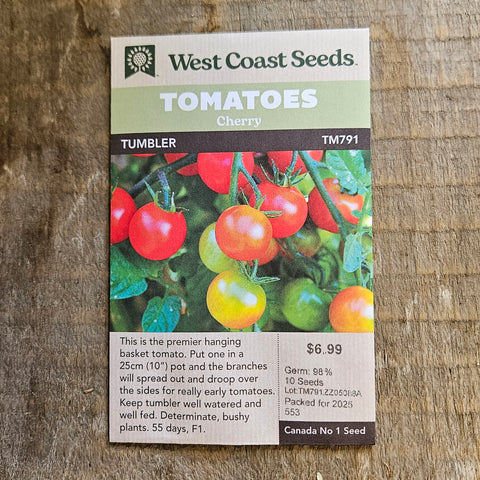 West Coast Seeds
TOMATOES
Cherry
TUMBLER TM791
This is the premier hanging
basket tomato. Put one in a
25cm (10") pot and the branches
will spread out and droop over
the sides for really early tomatoes.
Keep tumbler well watered and
well fed. Determinate, bushy
plants. 55 days, F1.
$6.99
Germ: 98%
10 Seeds
Packed for 2025
553
Canada No 1 Seed